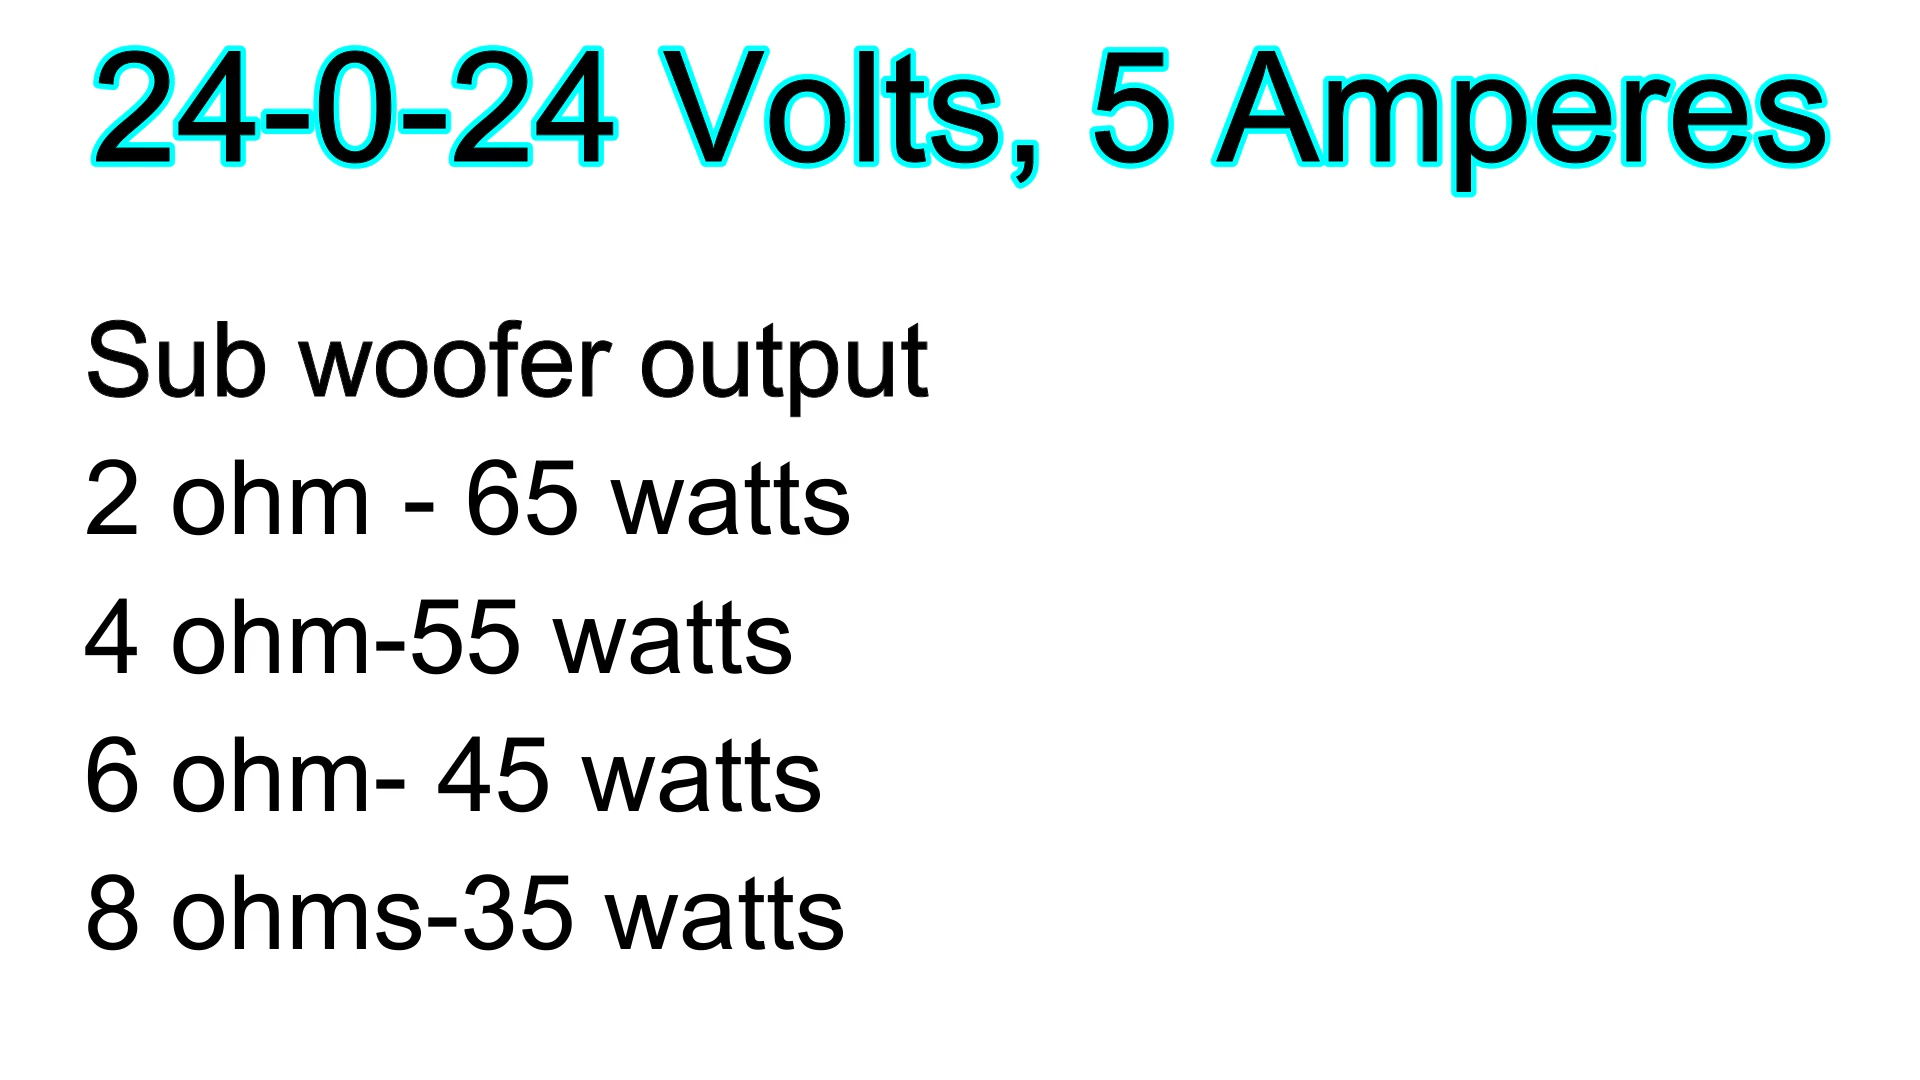 24-0-24 Volts, 5 Amperes
Sub woofer output
2 ohm - 65 watts
4 ohm-55 watts
6 ohm- 45 watts
8 ohms-35 watts